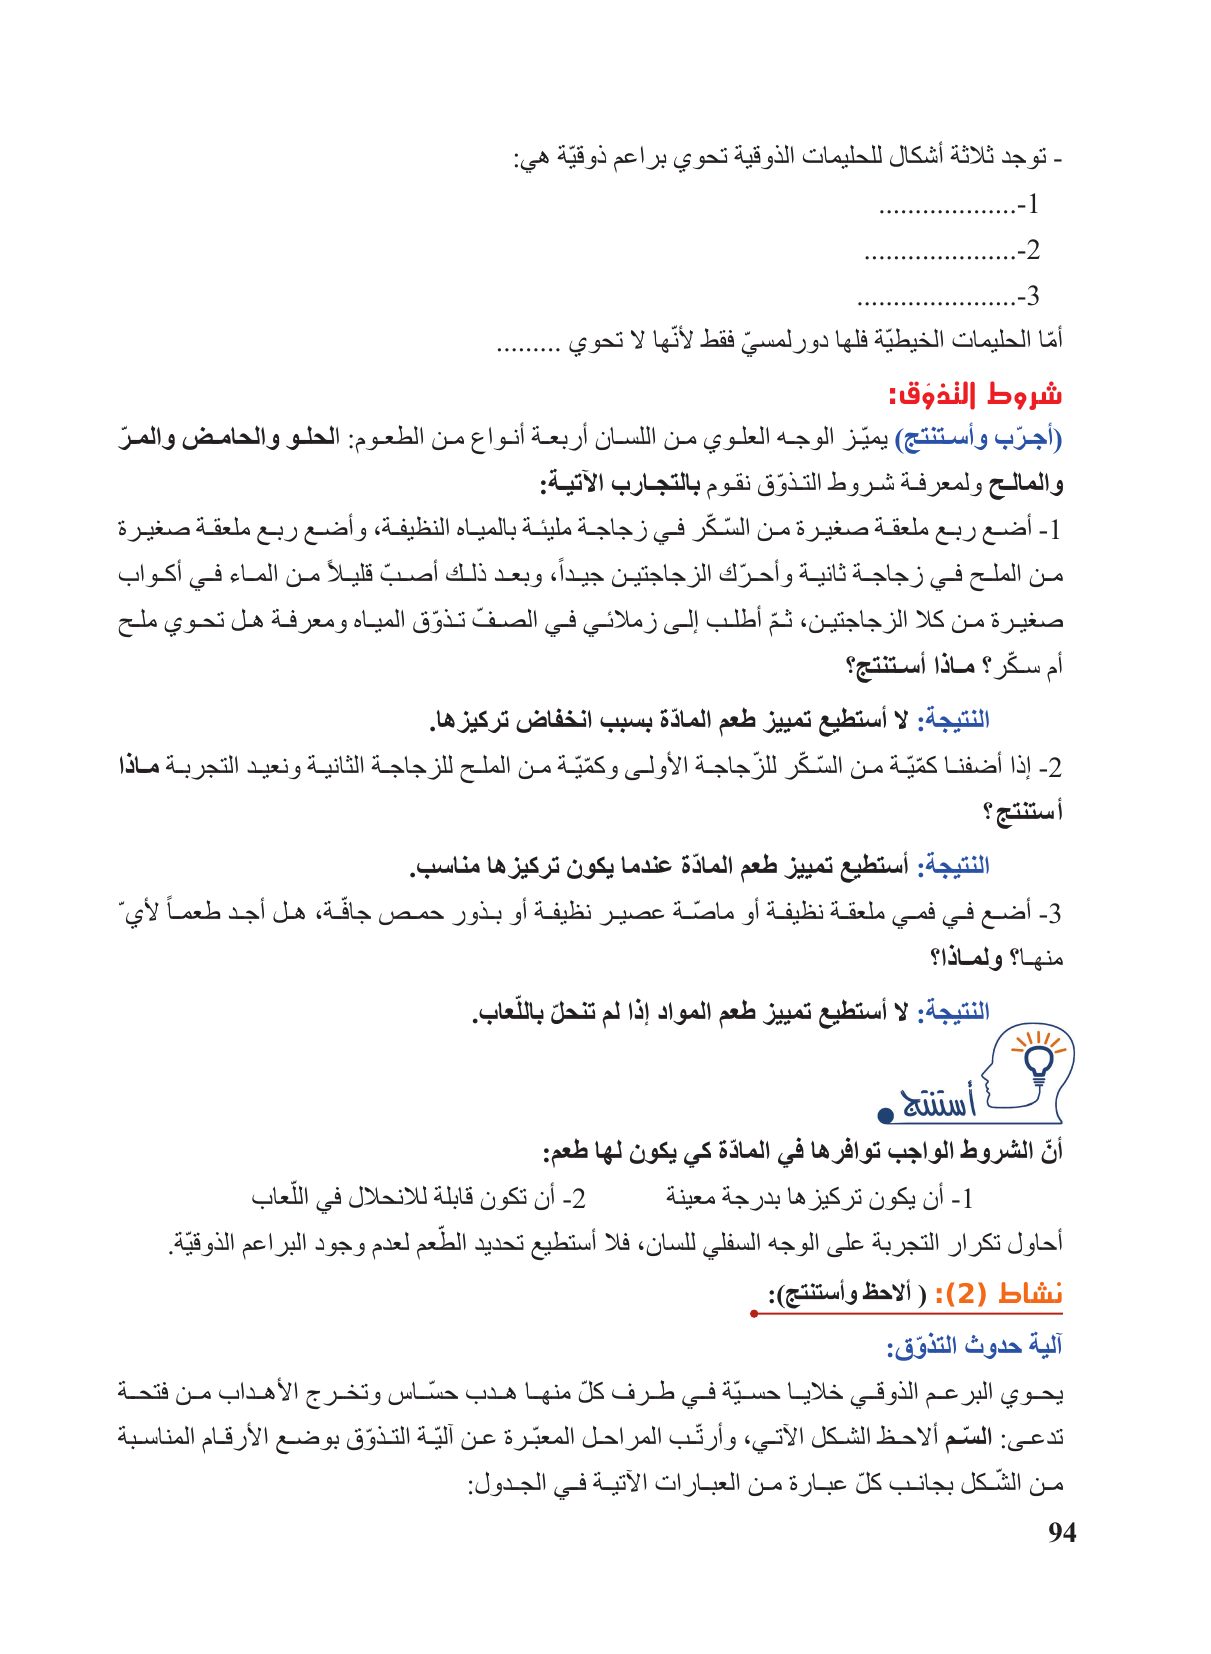 - توجد ثلاثة أشكال للحليمات الذوقية تحوي براعم ذوقيّة هي:
1-...................
2-.....................
3-......................
أمّا الحليمات الخيطيّة فلها دورلمسيّ فقط لأنّها لا تحوي .........
شروط التّذوَق:
(أجرّب وأستنتج) يميّز الوجه العلوي من اللسان أربعة أنواع من الطعوم: الحلو والحامض والمرّ
والمالح ولمعرفة شروط التذوّق نقوم بالتجارب الآتية:
1- أضع ربع ملعقة صغيرة من السّكّر في زجاجة مليئة بالمياه النظيفة، وأضع ربع ملعقة صغيرة
من الملح في زجاجة ثانية وأحرّك الزجاجتين جيداً، وبعد ذلك أصبّ قليلاً من الماء في أكواب
صغيرة من كلا الزجاجتين، ثمّ أطلب إلى زملائي في الصفّ تذوّق المياه ومعرفة هل تحوي ملح
أم سكّر؟ ماذا أستنتج؟
النتيجة: لا أستطيع تمييز طعم المادّة بسبب انخفاض تركيزها.
2- إذا أضفنا كمّيّة من السّكّر للزّجاجة الأولى وكمّيّة من الملح للزجاجة الثانية ونعيد التجربة ماذا
أستنتج؟
النتيجة: أستطيع تمييز طعم المادّة عندما يكون تركيزها مناسب.
3- أضع في فمي ملعقة نظيفة أو ماصّة عصير نظيفة أو بذور حمص جافّة، هل أجد طعماً لأيّ
منها؟ ولماذا؟
النتيجة: لا أستطيع تمييز طعم المواد إذا لم تنحلّ باللّعاب.
أستنتج
أنّ الشروط الواجب توافرها في المادّة كي يكون لها طعم:
1- أن يكون تركيزها بدرجة معينة 2- أن تكون قابلة للانحلال في اللّعاب
أحاول تكرار التجربة على الوجه السفلي للسان، فلا أستطيع تحديد الطّعم لعدم وجود البراعم الذوقيّة.
نشاط (2): ( ألاحظ وأستنتج):
آلية حدوث التذوّق:
يحوي البرعم الذوقي خلايا حسيّة في طرف كلّ منها هدب حسّاس وتخرج الأهداب من فتحة
تدعى: السّم ألاحظ الشكل الآتي، وأرتّب المراحل المعبّرة عن آليّة التذوّق بوضع الأرقام المناسبة
من الشّكل بجانب كلّ عبارة من العبارات الآتية في الجدول:
94